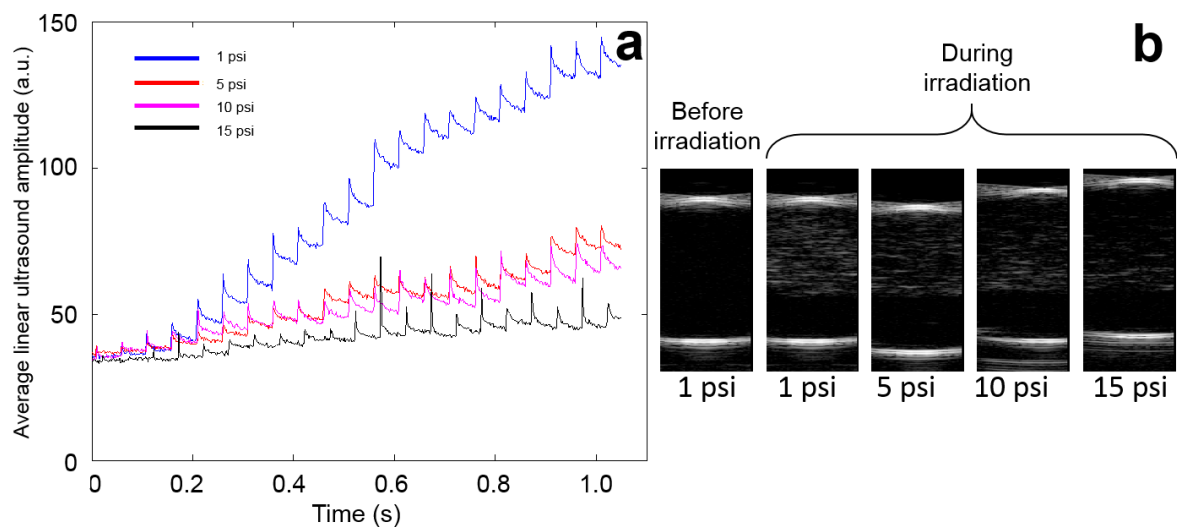 a
150
100
50
0
Average linear ultrasound amplitude (a.u.)
1 psi
5 psi
10 psi
15 psi
0
0.2
0.4
0.6
0.8
1.0
Time (s)
b
During
irradiation
Before
irradiation
1 psi
1 psi
5 psi
10 psi
15 psi